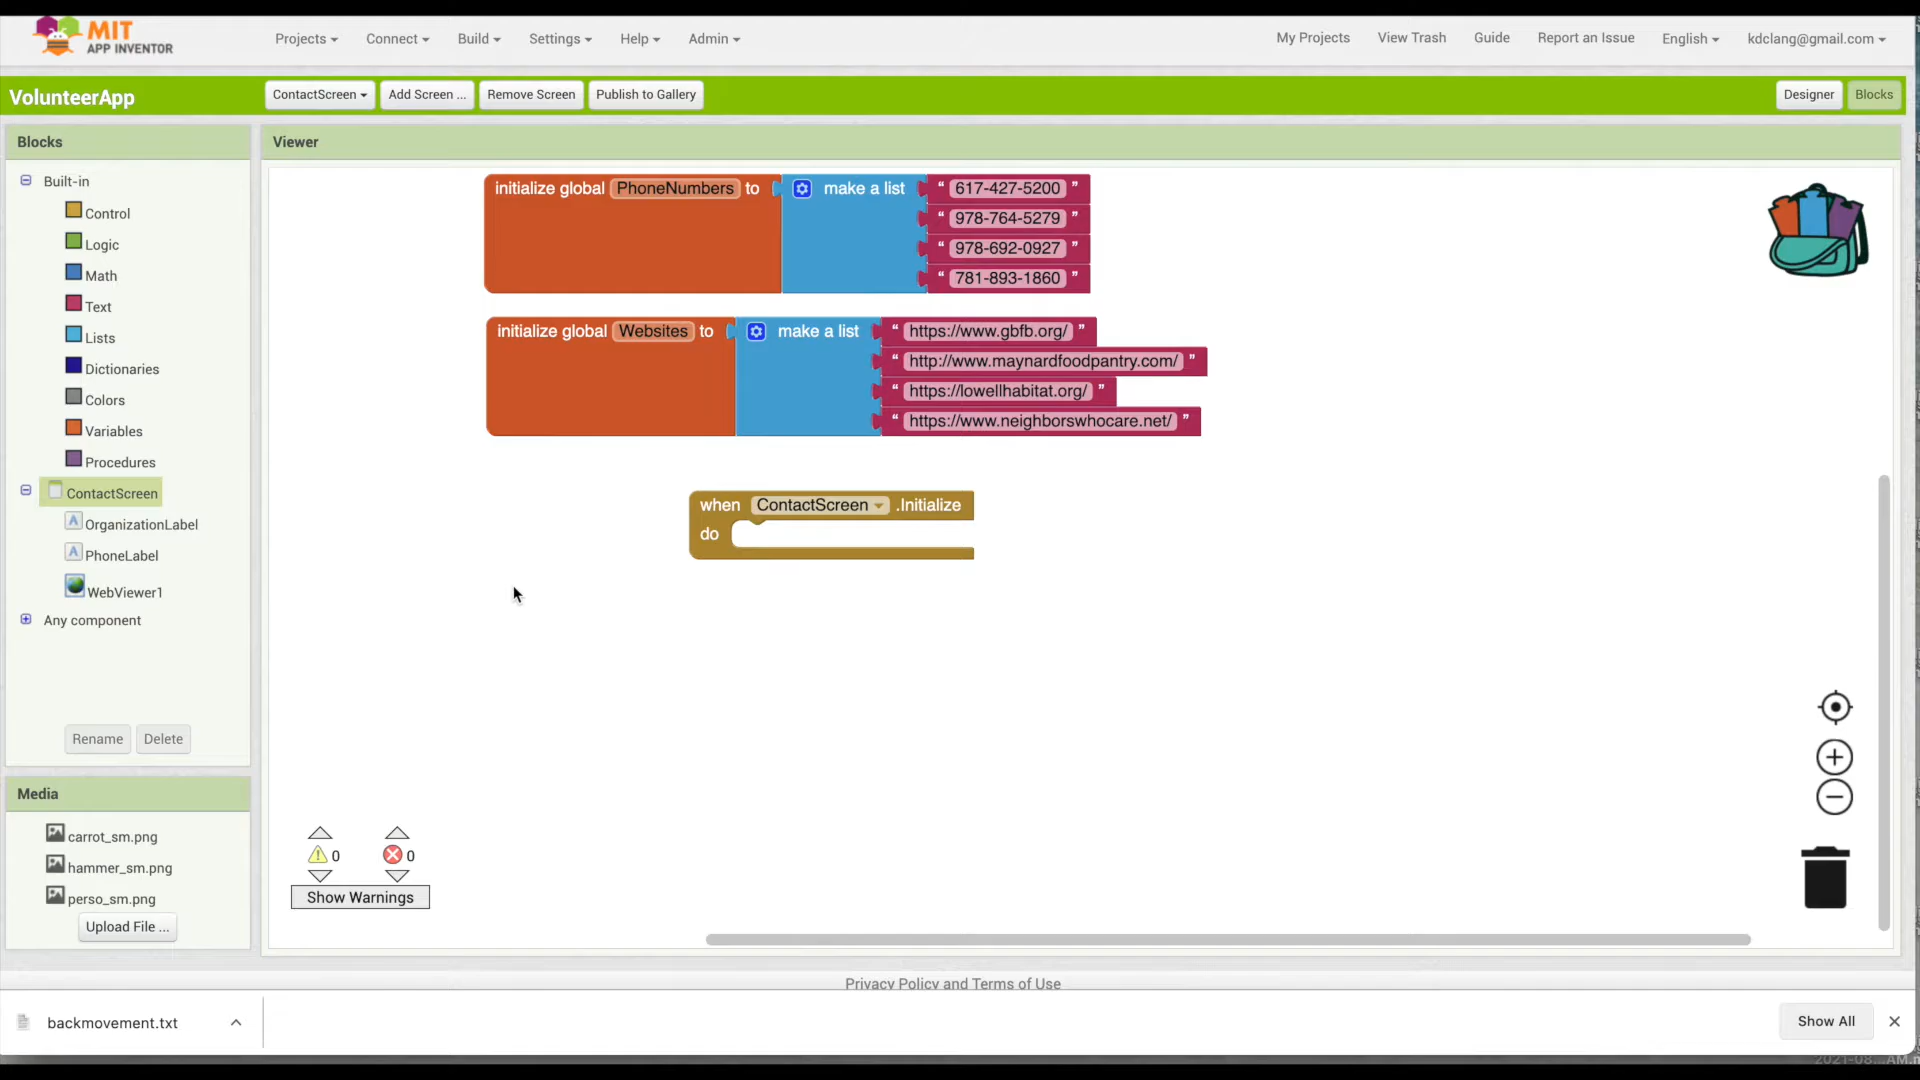 MIT
APP INVENTOR
Projects
Connect
Build
Settings
Help
Admin
My Projects
View Trash
Guide
Report an Issue
English
kdclang@gmail.com
VolunteerApp
ContactScreen
Add Screen ...
Remove Screen
Publish to Gallery
Designer
Blocks
Blocks
Viewer
Built-in
Control
Logic
Math
Text
Lists
Dictionaries
Colors
Variables
Procedures
ContactScreen
OrganizationLabel
PhoneLabel
WebViewer1
Any component
Rename
Delete
Media
carrot_sm.png
hammer_sm.png
perso_sm.png
Upload File ...
initialize global PhoneNumbers to make a list “ 617-427-5200 ”
“ 978-764-5279 ”
“ 978-692-0927 ”
“ 781-893-1860 ”
initialize global Websites to make a list “ https://www.gbfb.org/ ”
“ http://www.maynardfoodpantry.com/ ”
“ https://lowellhabitat.org/ ”
“ https://www.neighborswhocare.net/ ”
when ContactScreen .Initialize
do
0
0
Show Warnings
Privacy Policy and Terms of Use
backmovement.txt
Show All